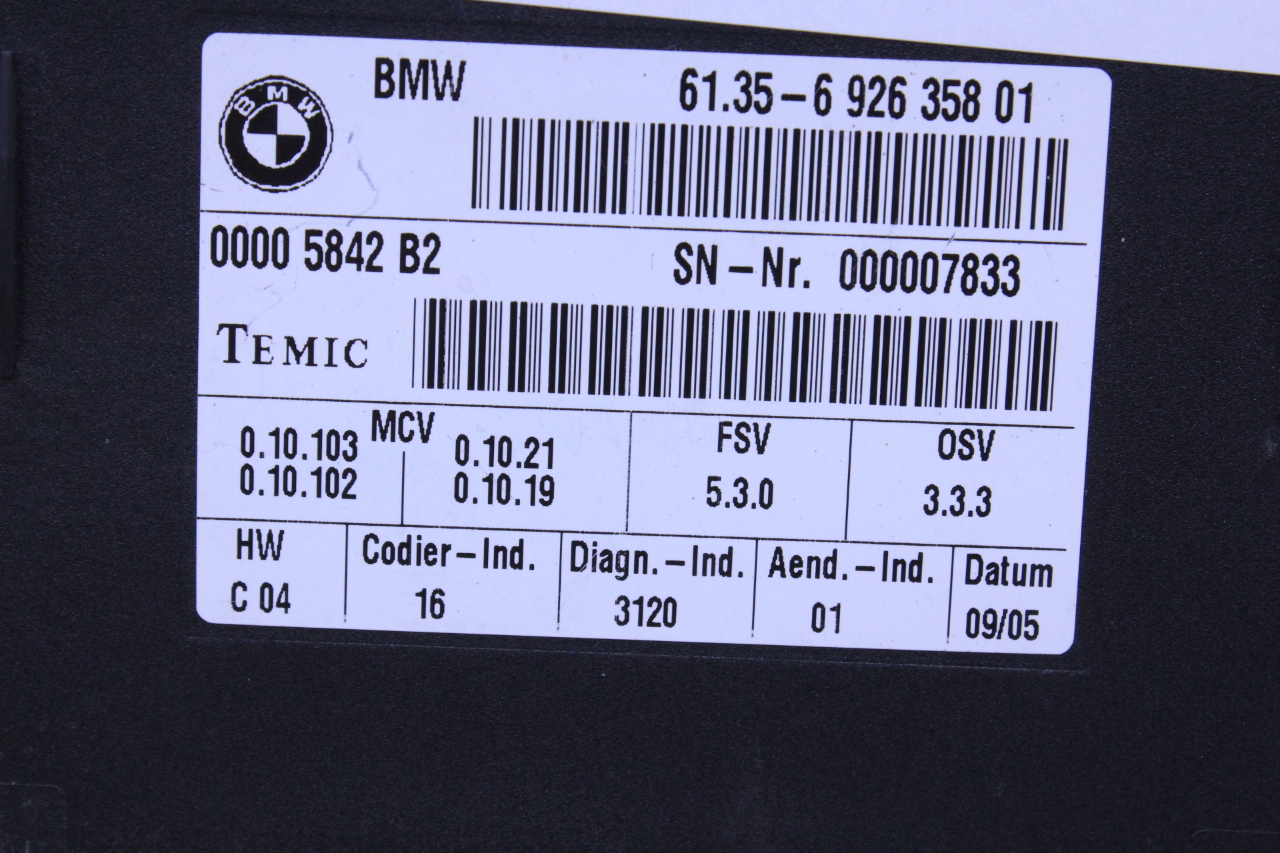 BMW
BMW 61.35-6 926 358 01
0000 5842 B2 SN-Nr. 000007833
TEMIC
MCV FSV OSV
0.10.103 0.10.21
0.10.102 0.10.19 5.3.0 3.3.3
HW Codier-Ind. Diagn.-Ind. Aend.-Ind. Datum
C 04 16 3120 01 09/05